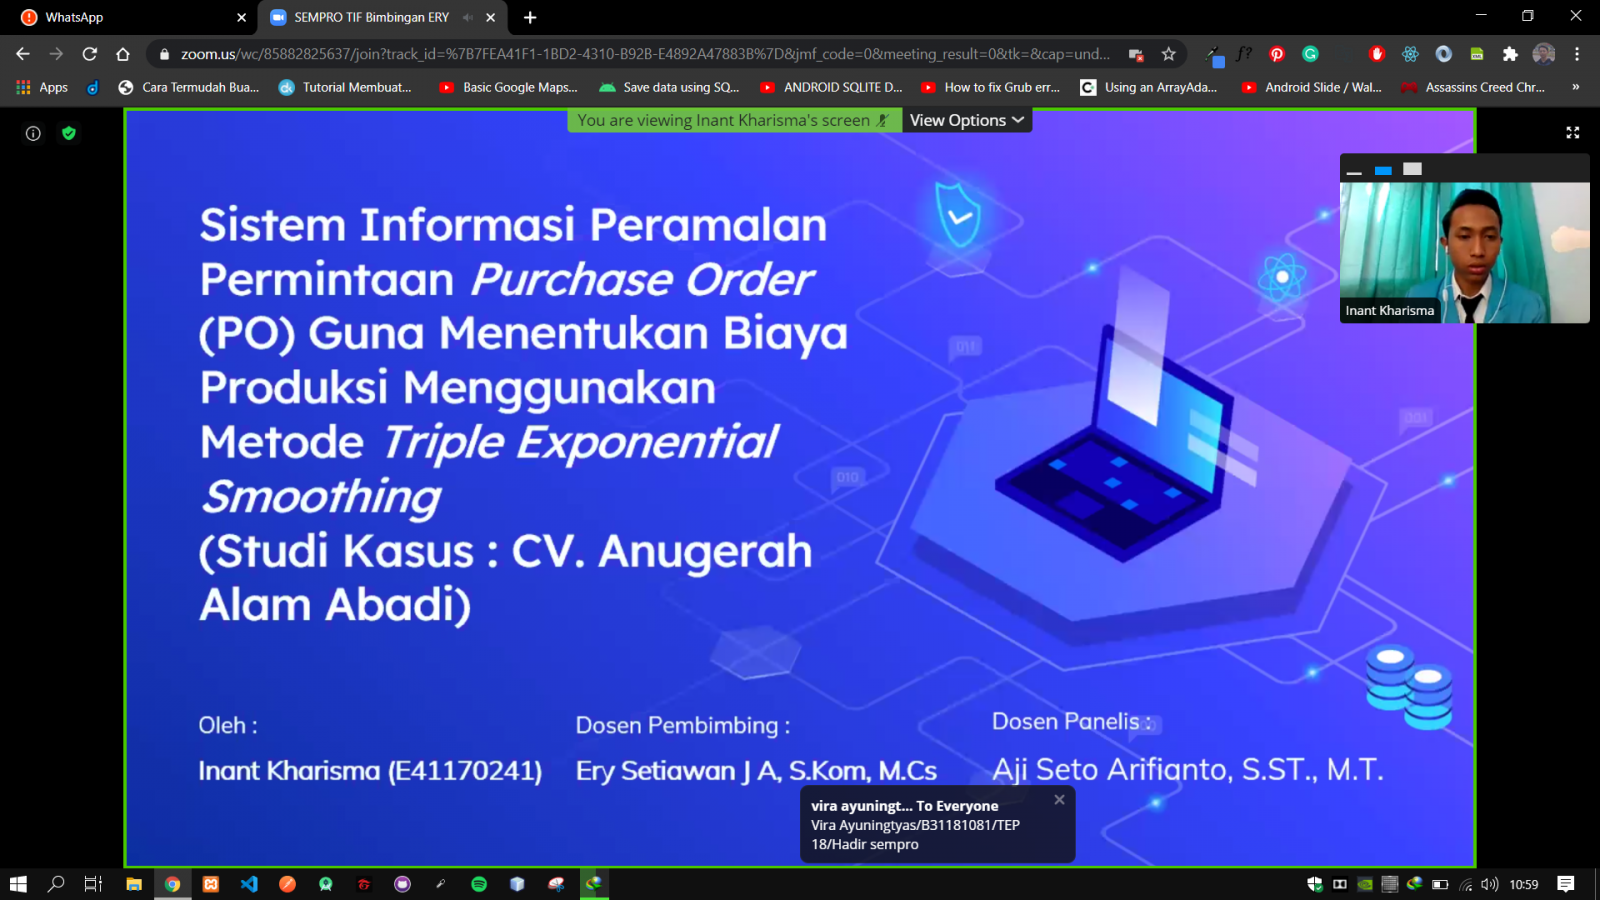 WhatsApp
SEMPRO TIF Bimbingan ERY
zoom.us/wc/85882825637/join?track_id=%7B7FEA41F1-1BD2-4310-B92B-E4892A47883B%7D&jmf_code=0&meeting_result=0&tk=&cap=und...
Apps
Cara Termudah Bua...
Tutorial Membuat...
Basic Google Maps...
Save data using SQ...
ANDROID SQLITE D...
How to fix Grub err...
Using an ArrayAda...
Android Slide / Wal...
Assassins Creed Chr...
»
You are viewing Inant Kharisma's screen
View Options
Sistem Informasi Peramalan
Permintaan Purchase Order
(PO) Guna Menentukan Biaya
Produksi Menggunakan
Metode Triple Exponential
Smoothing
(Studi Kasus : CV. Anugerah
Alam Abadi)
011
001
010
Inant Kharisma
Oleh :
Inant Kharisma (E41170241)
Dosen Pembimbing :
Ery Setiawan J A, S.Kom, M.Cs
Dosen Panelis :
Aji Seto Arifianto, S.ST., M.T.
vira ayuningt... To Everyone
Vira Ayuningtyas/B31181081/TEP
18/Hadir sempro
10:59